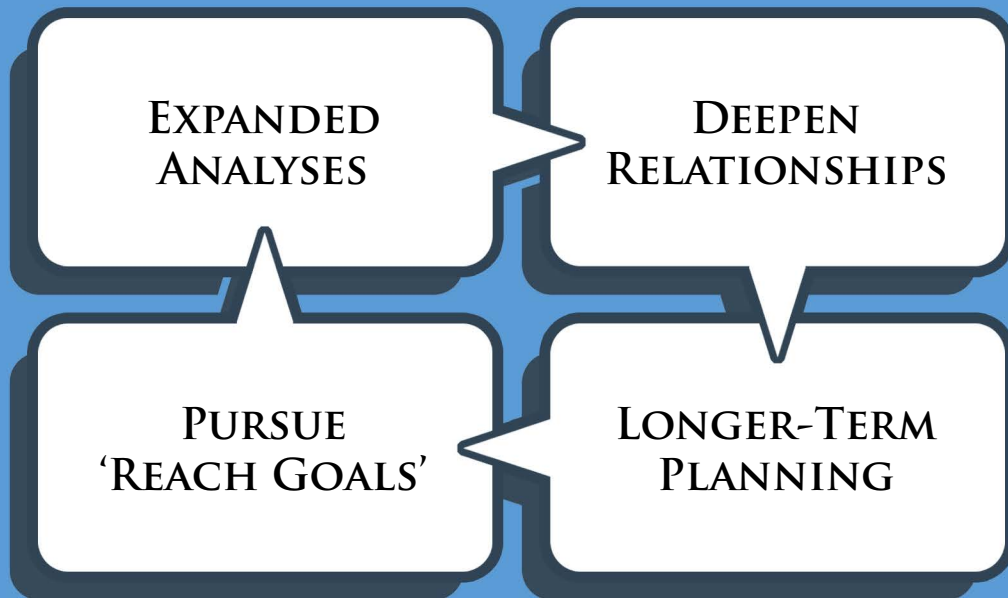 Expanded
Analyses
Deepen
Relationships
Pursue
‘Reach Goals’
Longer-Term
Planning